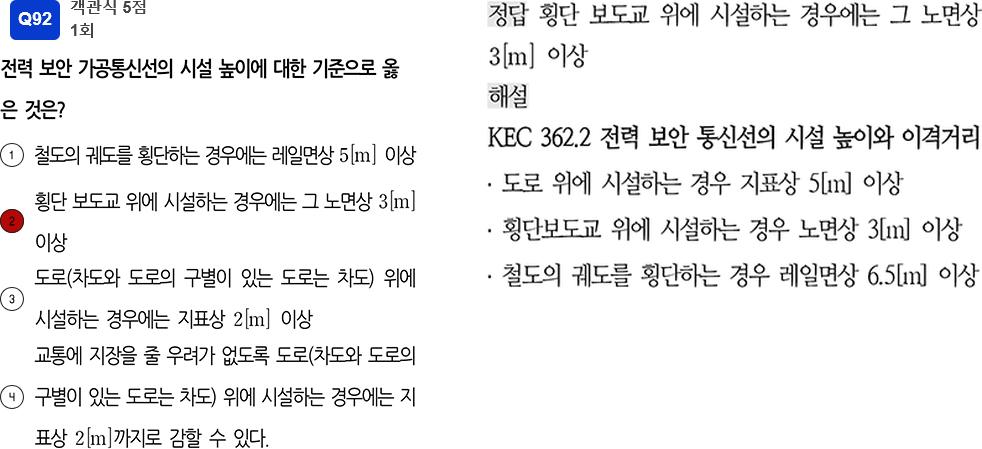 Q92
객관식 5점
1회
전력 보안 가공통신선의 시설 높이에 대한 기준으로 옳
은 것은?
1 철도의 궤도를 횡단하는 경우에는 레일면상 5[m] 이상
횡단 보도교 위에 시설하는 경우에는 그 노면상 3[m]
2
이상
도로(차도와 도로의 구별이 있는 도로는 차도) 위에
3
시설하는 경우에는 지표상 2[m] 이상
교통에 지장을 줄 우려가 없도록 도로(차도와 도로의
4 구별이 있는 도로는 차도) 위에 시설하는 경우에는 지
표상 2[m]까지로 감할 수 있다.
정답 횡단 보도교 위에 시설하는 경우에는 그 노면상
3[m] 이상
해설
KEC 362.2 전력 보안 통신선의 시설 높이와 이격거리
· 도로 위에 시설하는 경우 지표상 5[m] 이상
· 횡단보도교 위에 시설하는 경우 노면상 3[m] 이상
· 철도의 궤도를 횡단하는 경우 레일면상 6.5[m] 이상